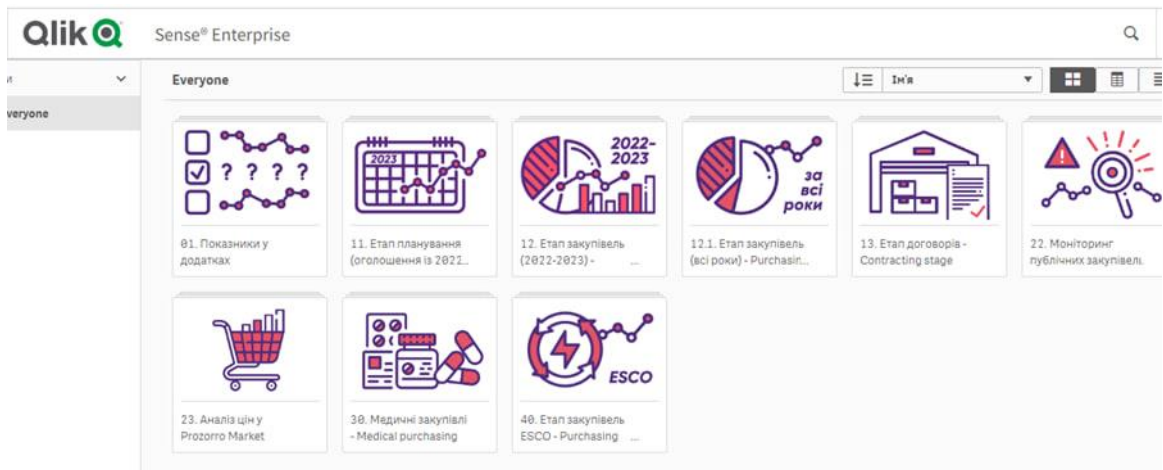 Qlik Sense® Enterprise
Everyone
Ім'я
veryone
2023
2022-
2023
за
всі
роки
01. Показники у
додатках
11. Етап планування
(оголошення із 2022...
12. Етап закупівель
(2022-2023) - ...
12.1. Етап закупівель
(всі роки) - Purchasin...
13. Етап договорів -
Contracting stage
22. Моніторинг
публічних закупівель
ESCO
23. Аналіз цін у
Prozorro Market
30. Медичні закупівлі
- Medical purchasing
40. Етап закупівель
ESCO - Purchasing ...